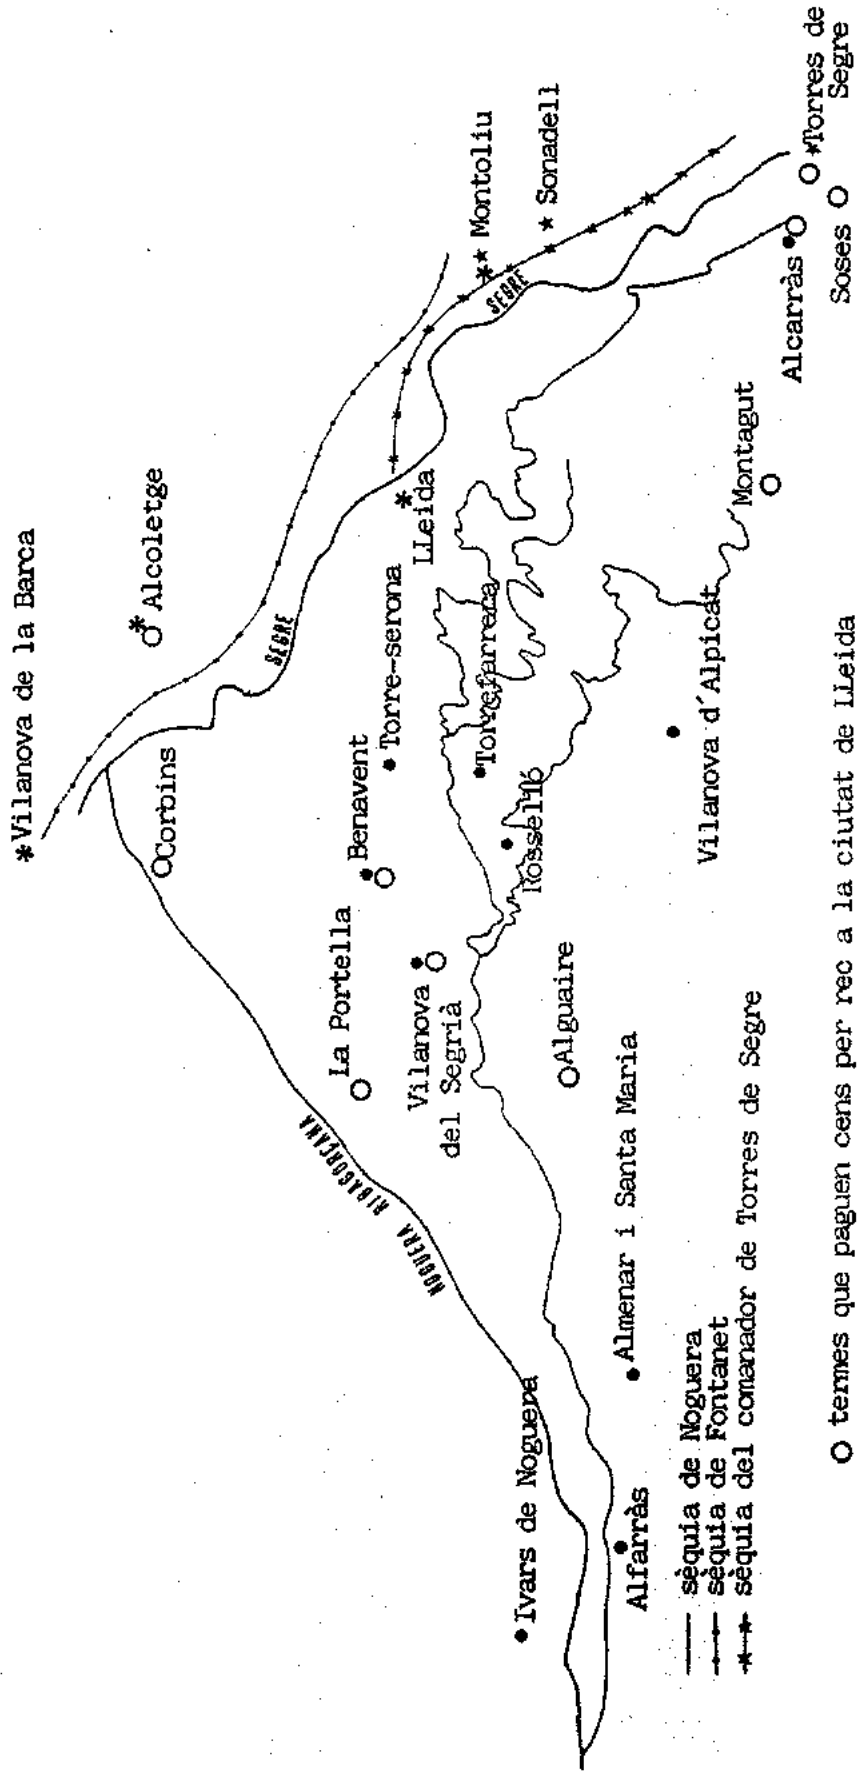 *Vilanova de la Barca
*Alcoletge
Corbins
SEGRE
Benavent
Torre-serona
LLeida
* Montoliu
* Sonadell
SEGRE
La Portella
Vilanova
del Segrià
Torrefarrera
Rosselló
NOGUERA RIBAGORÇANA
Alguaire
Vilanova d'Alpicat
Montagut
Alcarràs
*Torres de
Segre
Soses
Ivars de Noguera
Almenar i Santa Maria
Alfarràs
sèquia de Noguera
sèquia de Fontanet
sèquia del comanador de Torres de Segre
O termes que paguen cens per rec a la ciutat de LLeida